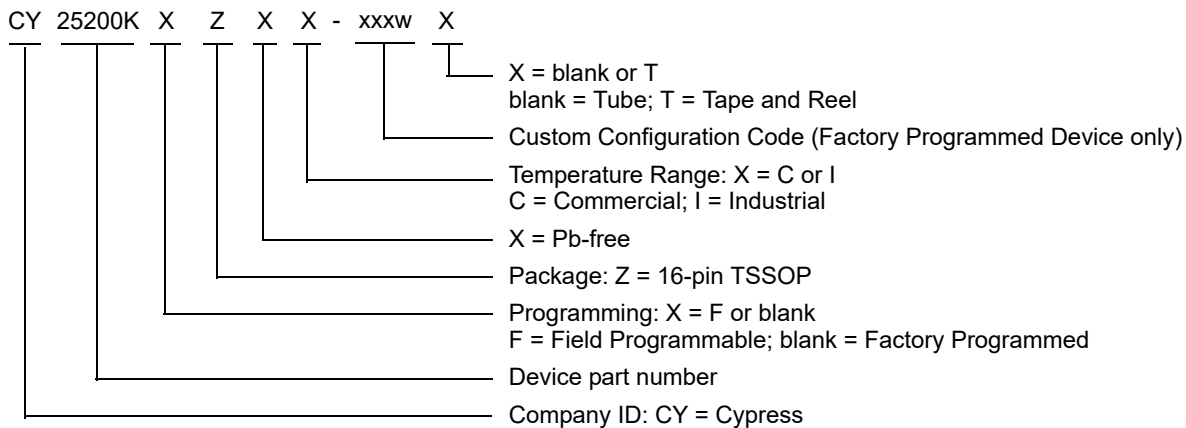 CY 25200K X Z X X - xxxw X
X = blank or T
blank = Tube; T = Tape and Reel
Custom Configuration Code (Factory Programmed Device only)
Temperature Range: X = C or I
C = Commercial; I = Industrial
X = Pb-free
Package: Z = 16-pin TSSOP
Programming: X = F or blank
F = Field Programmable; blank = Factory Programmed
Device part number
Company ID: CY = Cypress